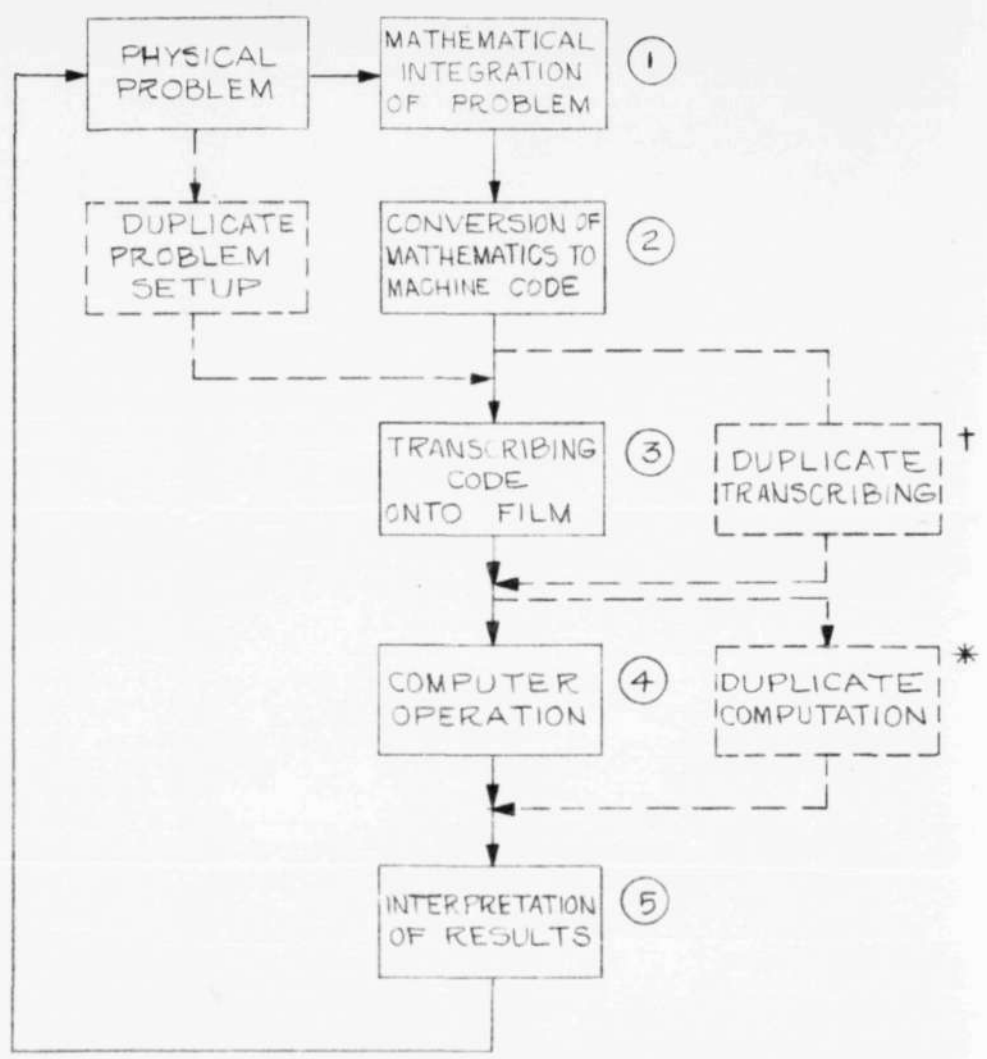 PHYSICAL
PROBLEM
MATHEMATICAL
INTEGRATION
OF PROBLEM
1
DUPLICATE
PROBLEM
SETUP
CONVERSION OF
MATHEMATICS TO
MACHINE CODE
2
TRANSCRIBING
CODE
ONTO FILM
3
DUPLICATE
TRANSCRIBING
†
COMPUTER
OPERATION
4
DUPLICATE
COMPUTATION
*
INTERPRETATION
OF RESULTS
5